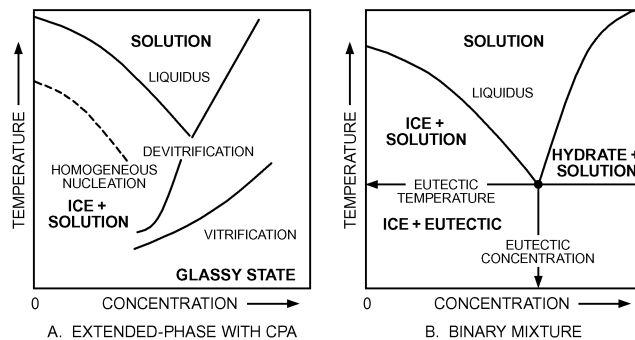 SOLUTION
LIQUIDUS
DEVITRIFICATION
HOMOGENEOUS
NUCLEATION
ICE +
SOLUTION
VITRIFICATION
GLASSY STATE
TEMPERATURE
0
CONCENTRATION
A. EXTENDED-PHASE WITH CPA
SOLUTION
LIQUIDUS
ICE +
SOLUTION
HYDRATE +
SOLUTION
EUTECTIC
TEMPERATURE
ICE + EUTECTIC
EUTECTIC
CONCENTRATION
TEMPERATURE
0
CONCENTRATION
B. BINARY MIXTURE